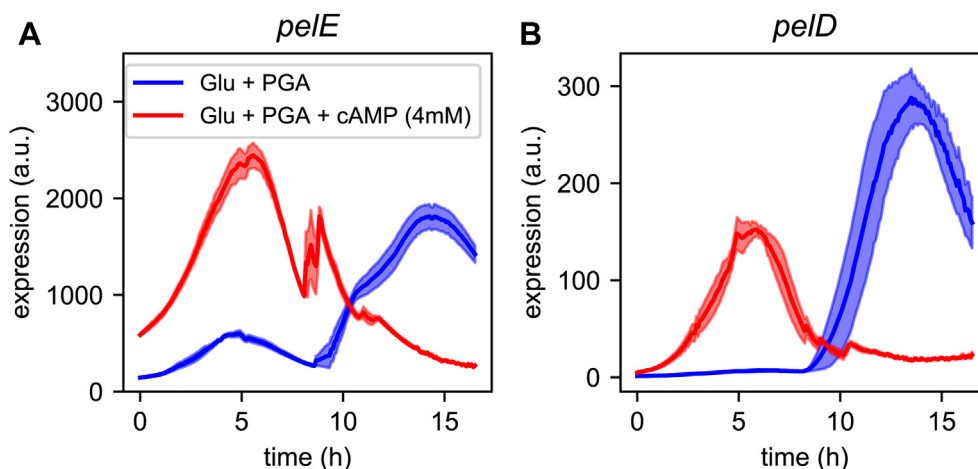 A
pelE
3000
2000
1000
0
expression (a.u.)
Glu + PGA
Glu + PGA + cAMP (4mM)
0 5 10 15
time (h)
B
pelD
300
200
100
0
expression (a.u.)
0 5 10 15
time (h)